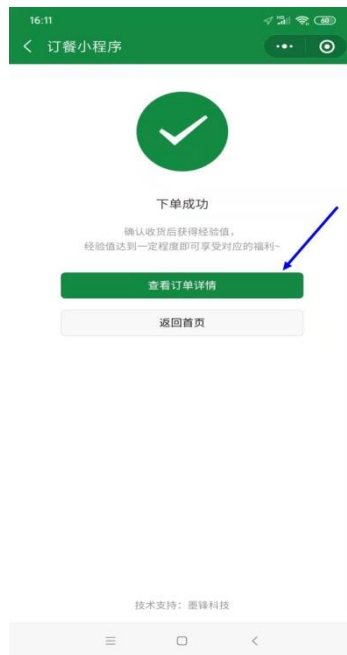 16:11
60
订餐小程序
下单成功
确认收货后获得经验值，
经验值达到一定程度即可享受对应的福利~
查看订单详情
返回首页
技术支持：墨锋科技